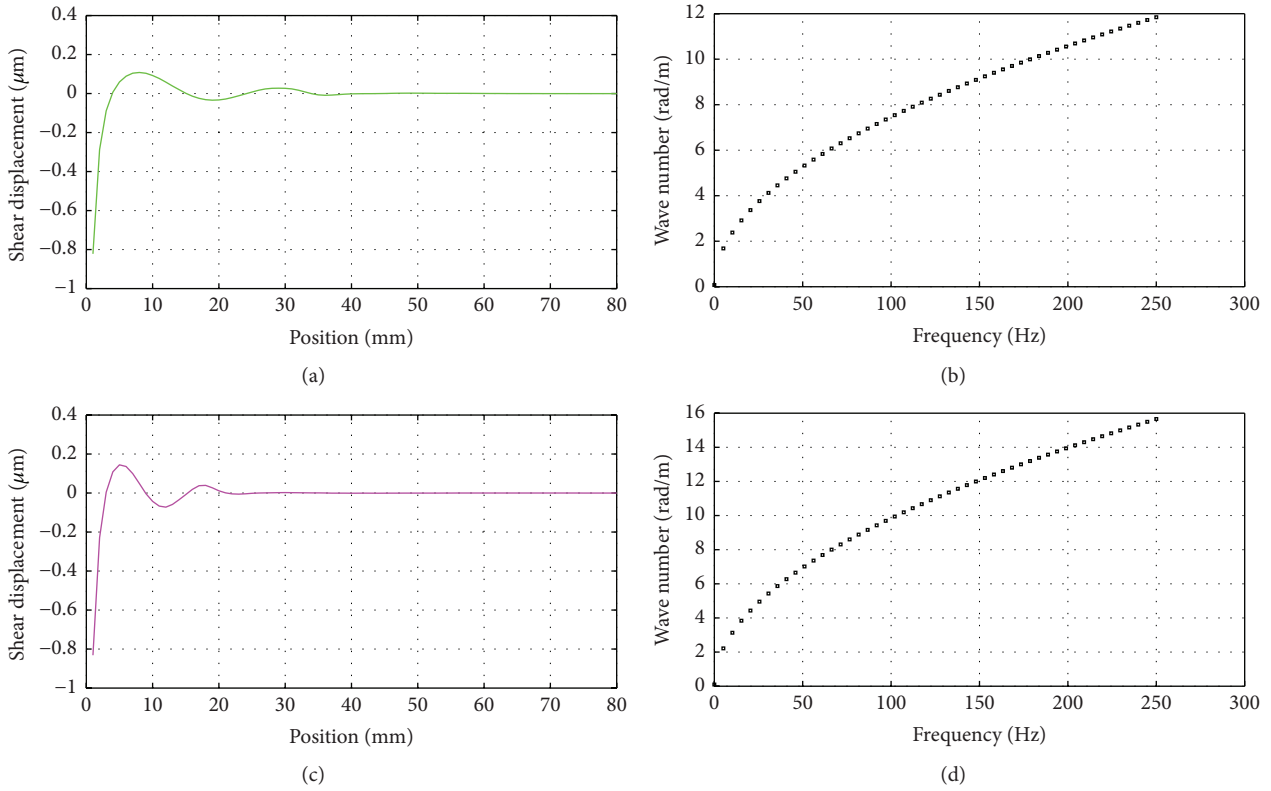 0.4
0.2
0
−0.2
−0.4
−0.6
−0.8
−1
Shear displacement (μm)
0 10 20 30 40 50 60 70 80
Position (mm)
(a)
12
10
8
6
4
2
0
Wave number (rad/m)
0 50 100 150 200 250 300
Frequency (Hz)
(b)
0.4
0.2
0
−0.2
−0.4
−0.6
−0.8
−1
Shear displacement (μm)
0 10 20 30 40 50 60 70 80
Position (mm)
(c)
16
14
12
10
8
6
4
2
0
Wave number (rad/m)
0 50 100 150 200 250 300
Frequency (Hz)
(d)